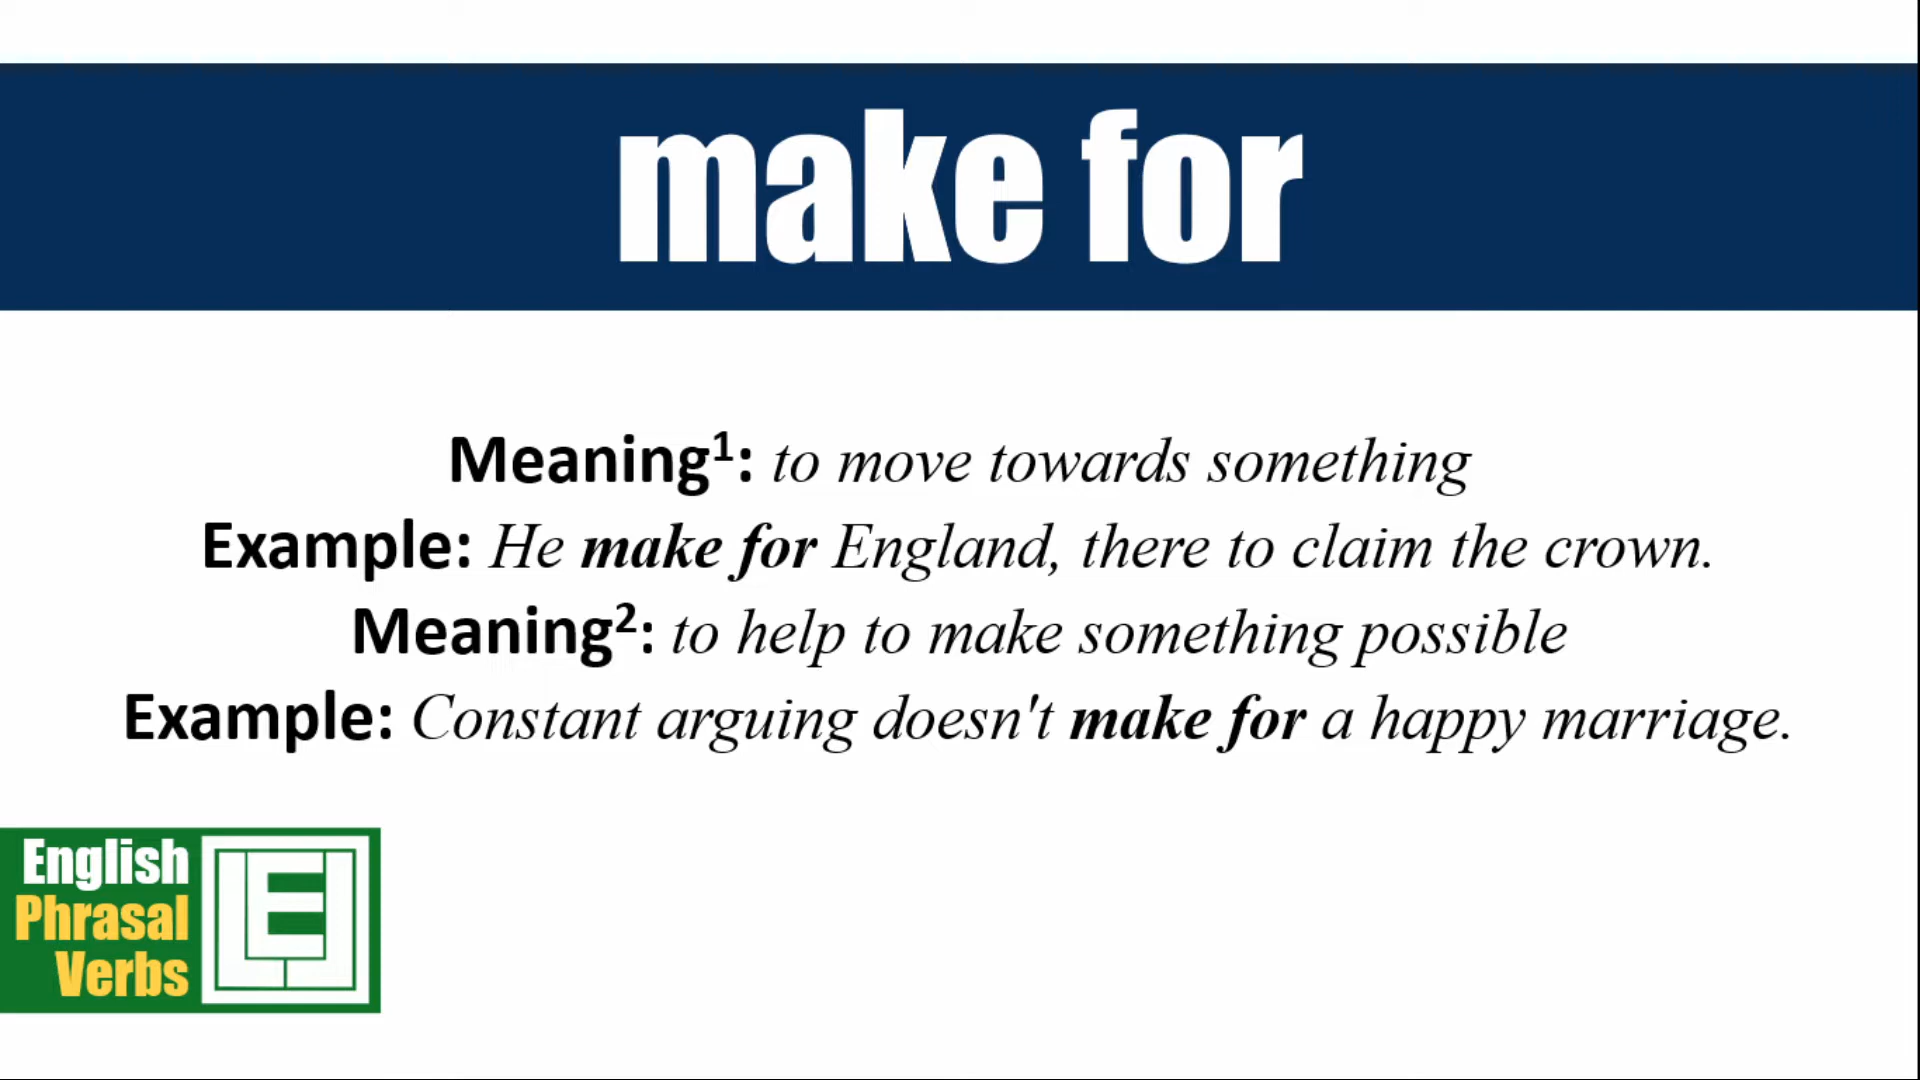 make for
Meaning¹: to move towards something
Example: He make for England, there to claim the crown.
Meaning²: to help to make something possible
Example: Constant arguing doesn't make for a happy marriage.
English
Phrasal
Verbs